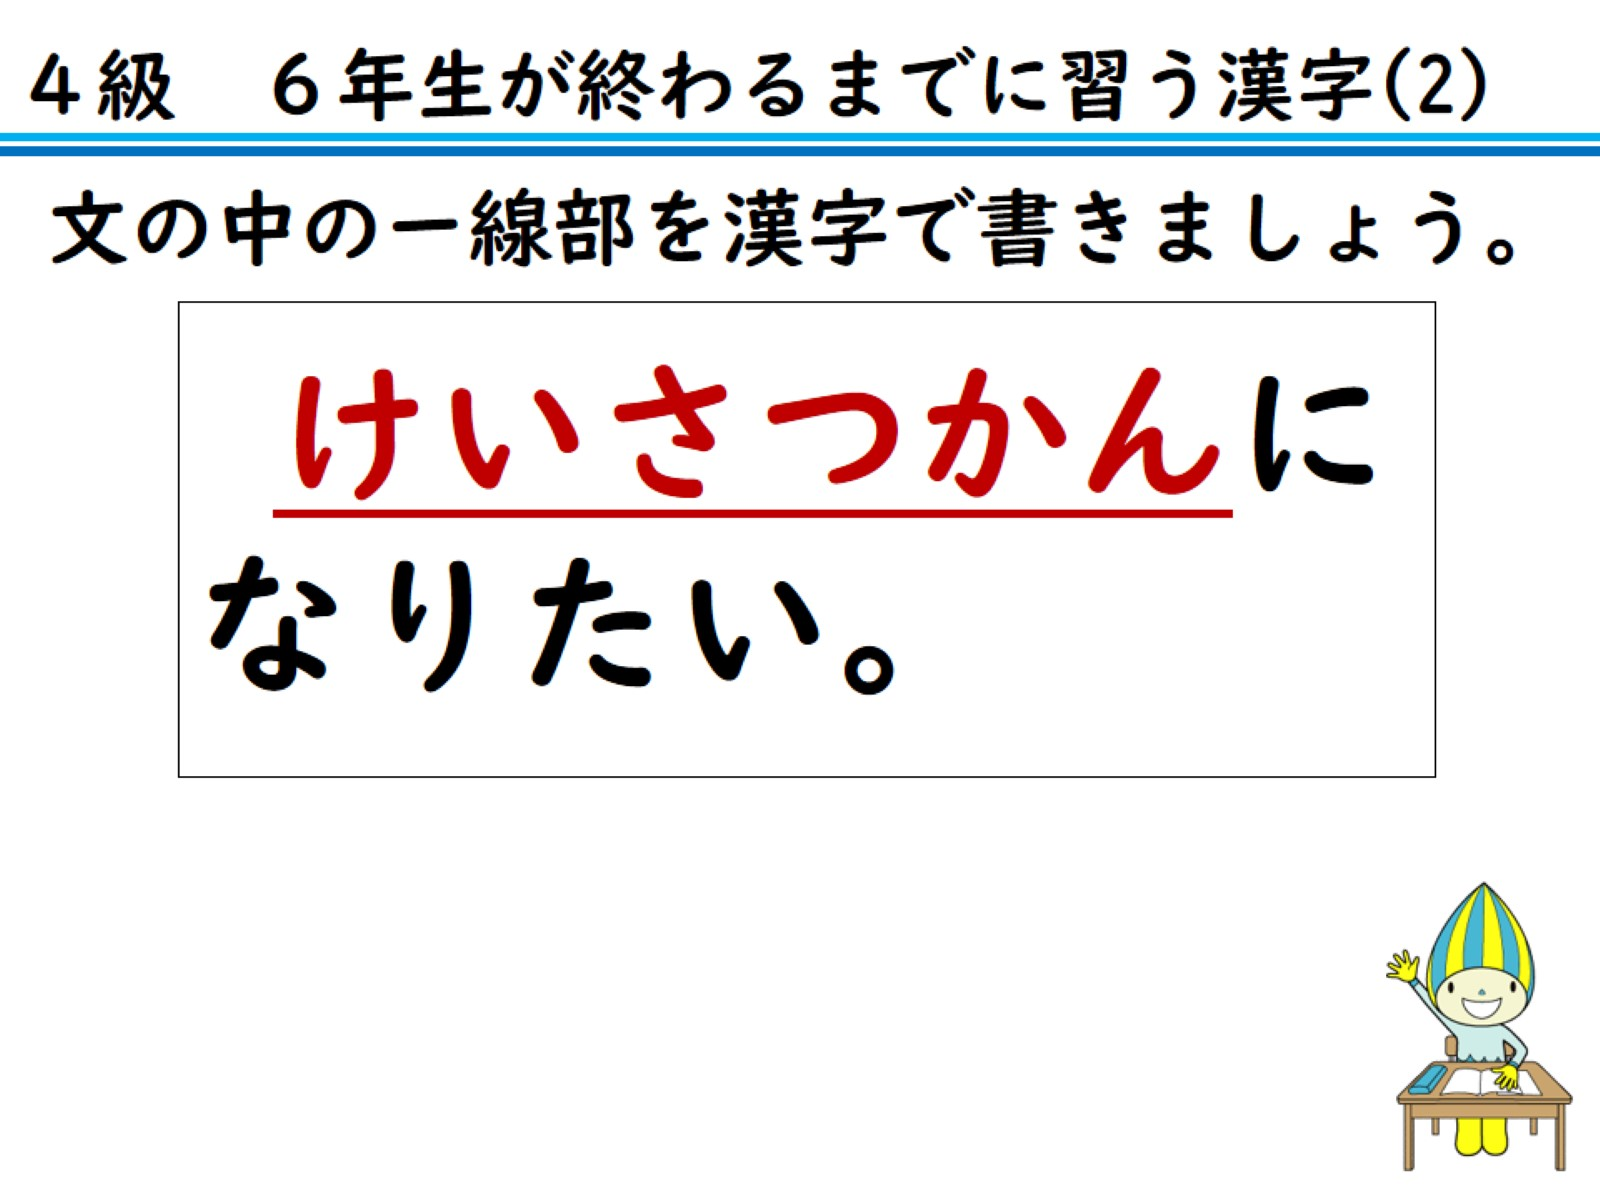 ４級　６年生が終わるまでに習う漢字(2)
文の中の一線部を漢字で書きましょう。
けいさつかんに
なりたい。